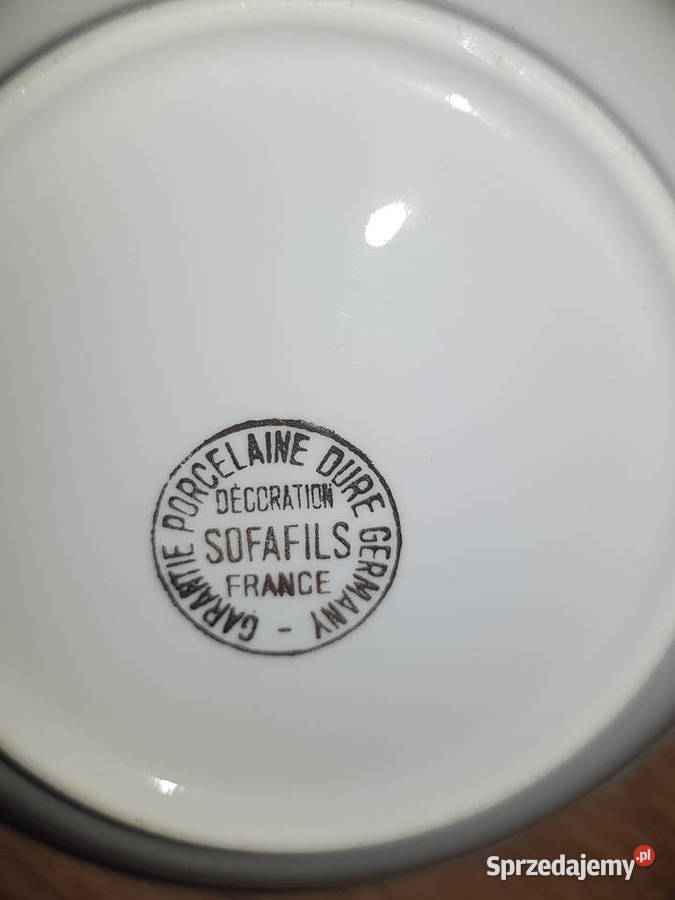 GARANTIE PORCELAINE DURE GERMANY -
DÉCORATION
SOFAFILS
FRANCE
Sprzedajemy.pl